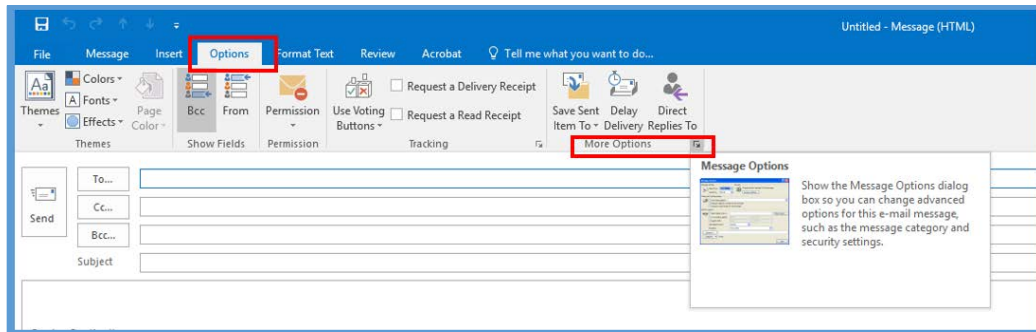 Untitled - Message (HTML)
File Message Insert Options Format Text Review Acrobat Tell me what you want to do...
Aa Colors Request a Delivery Receipt
A Fonts
Themes Effects Page Color Bcc From Permission Use Voting Buttons Request a Read Receipt Save Sent Item To Delay Delivery Direct Replies To
Themes Show Fields Permission Tracking More Options
Message Options
Show the Message Options dialog
box so you can change advanced
options for this e-mail message,
such as the message category and
security settings.
To...
Cc...
Send
Bcc...
Subject